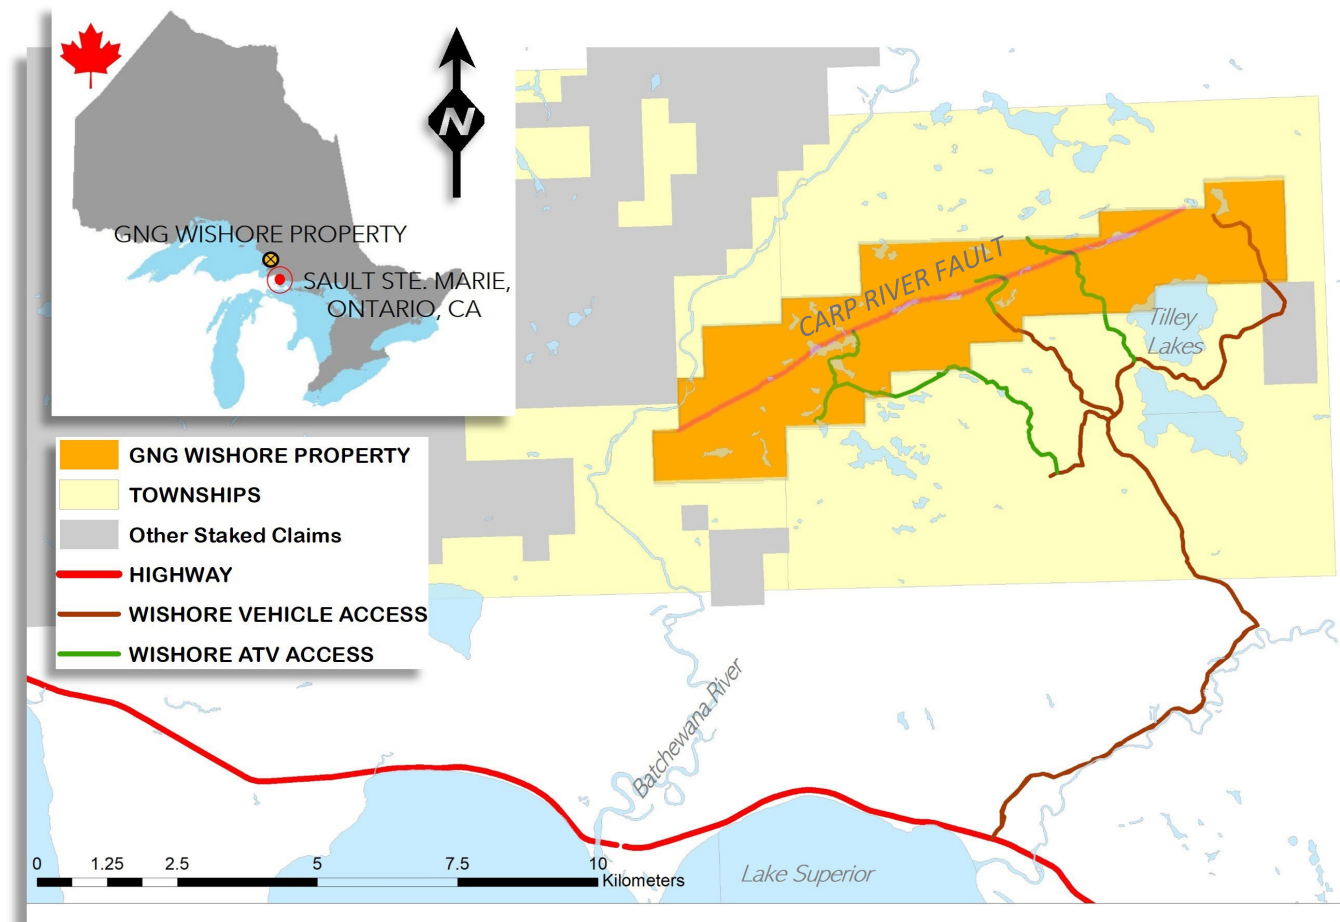 N
GNG WISHORE PROPERTY
SAULT STE. MARIE,
ONTARIO, CA
CARP RIVER FAULT
Tilley
Lakes
GNG WISHORE PROPERTY
TOWNSHIPS
Other Staked Claims
HIGHWAY
WISHORE VEHICLE ACCESS
WISHORE ATV ACCESS
Batchewana River
Lake Superior
0 1.25 2.5 5 7.5 10
Kilometers